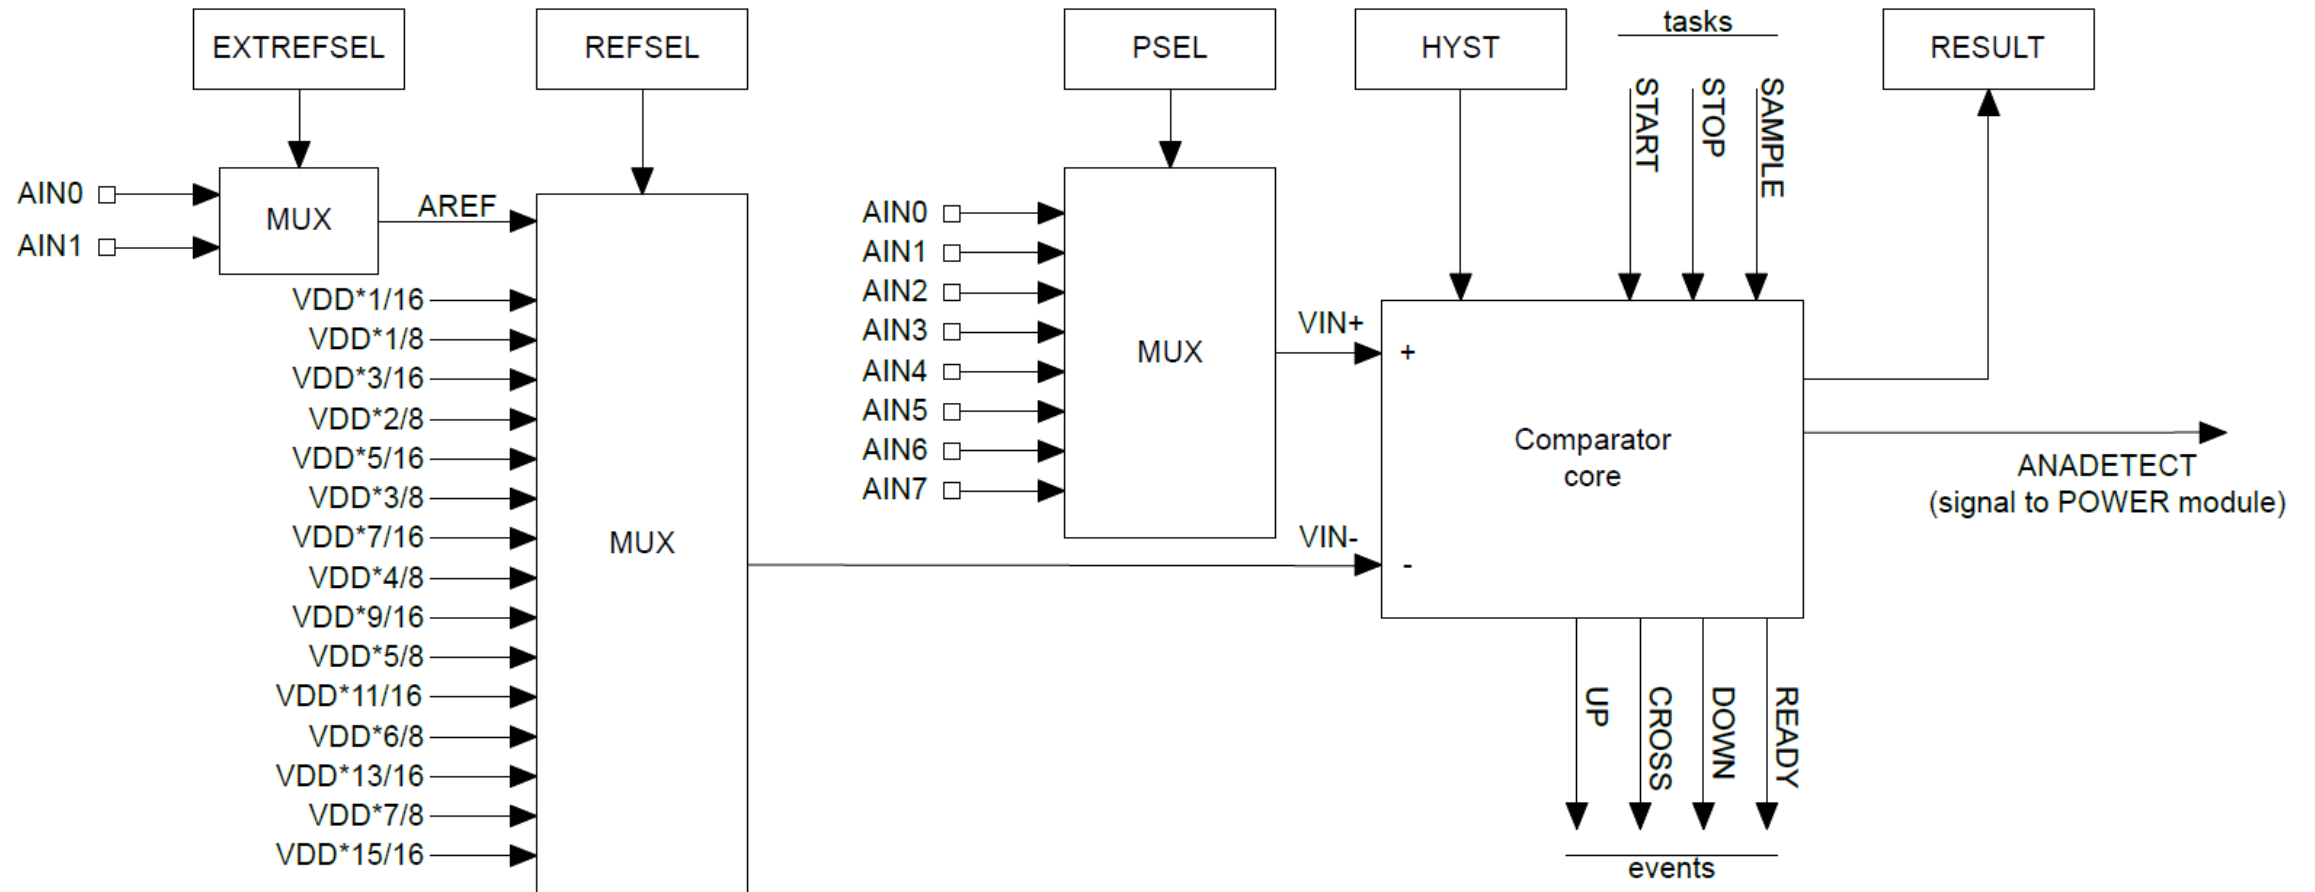 EXTREFSEL
REFSEL
PSEL
HYST
tasks
RESULT
START
STOP
SAMPLE
AIN0
AIN1
MUX
AREF
VDD*1/16
VDD*1/8
VDD*3/16
VDD*2/8
VDD*5/16
VDD*3/8
VDD*7/16
VDD*4/8
VDD*9/16
VDD*5/8
VDD*11/16
VDD*6/8
VDD*13/16
VDD*7/8
VDD*15/16
MUX
AIN0
AIN1
AIN2
AIN3
AIN4
AIN5
AIN6
AIN7
MUX
VIN+
VIN-
+
-
Comparator
core
ANADETECT
(signal to POWER module)
UP
CROSS
DOWN
READY
events